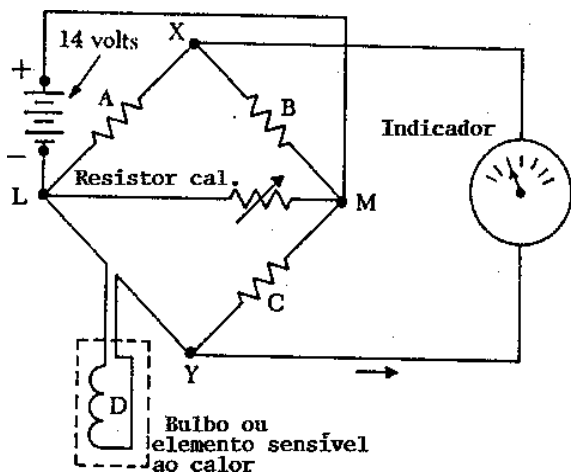 14 volts
X
+
A
B
Indicador
−
Resistor cal.
L
M
C
Y
D
Bulbo ou
elemento sensível
ao calor